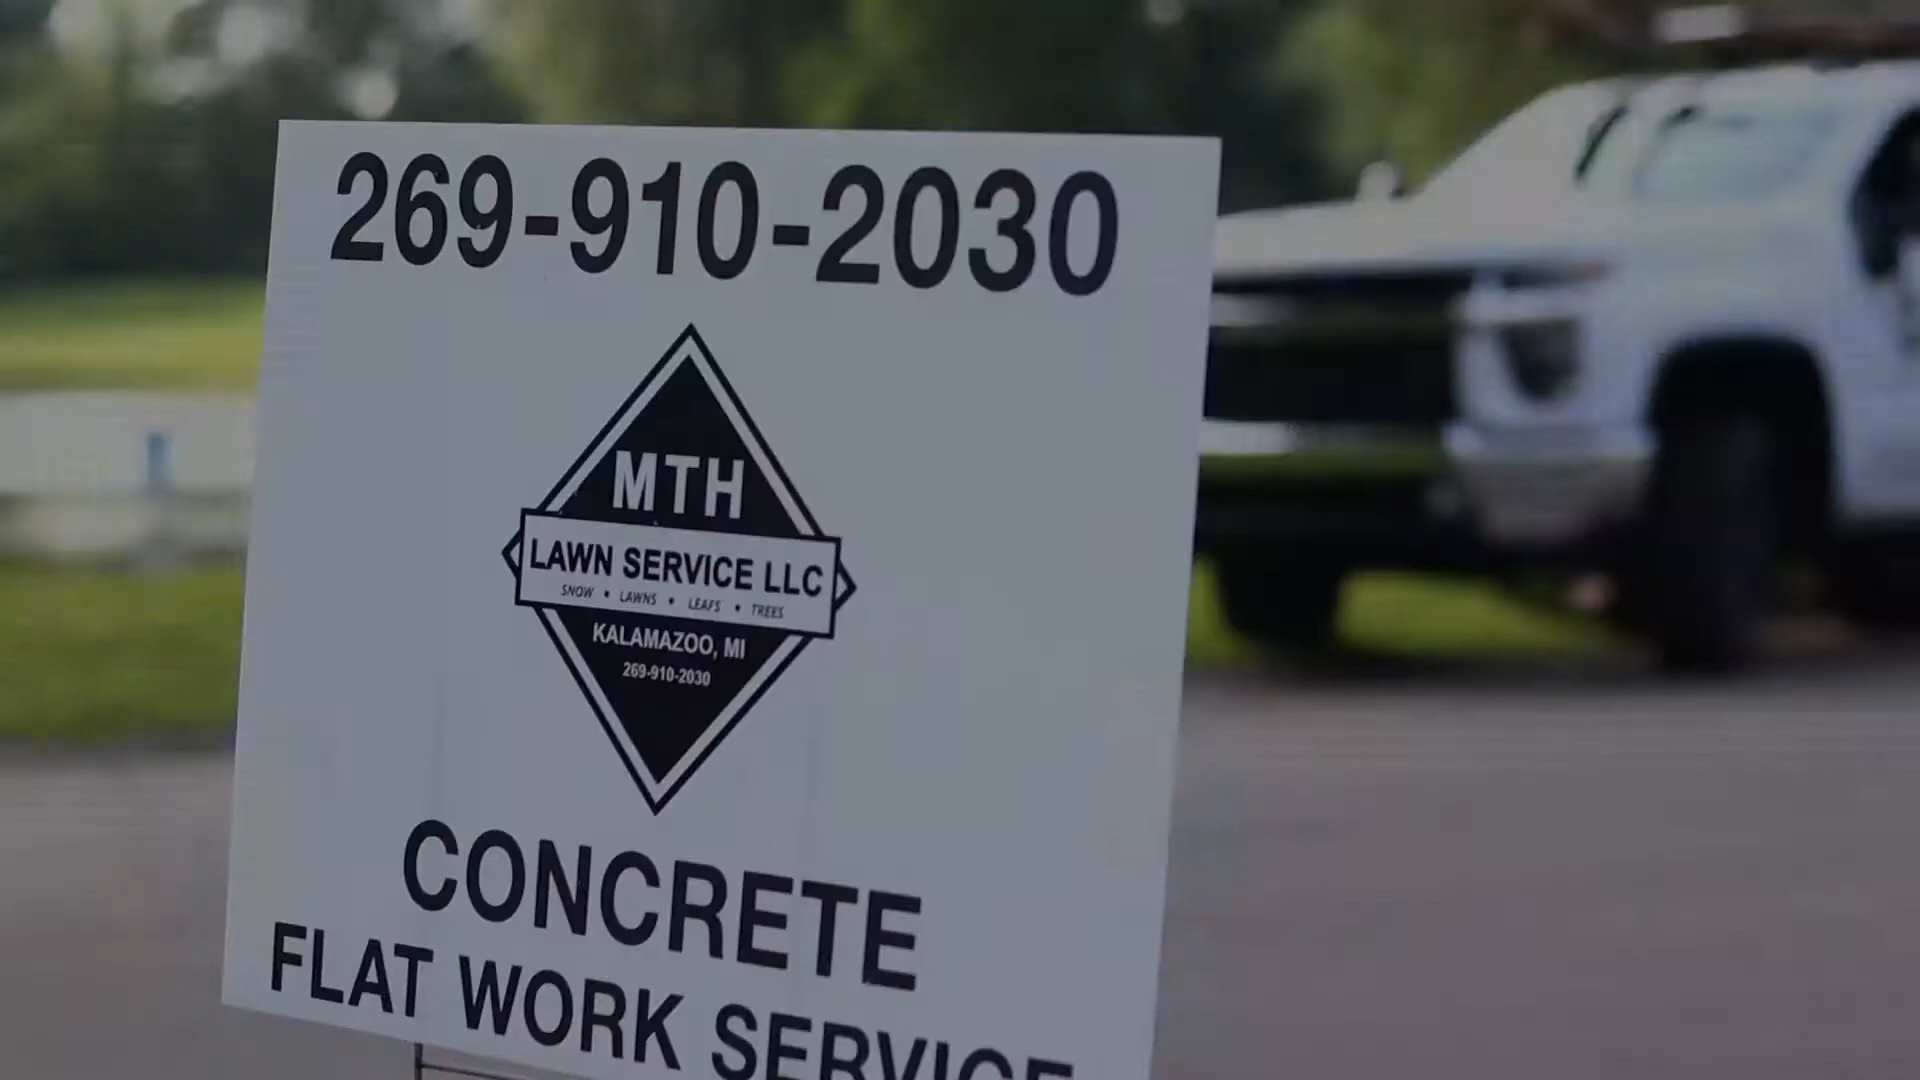 269-910-2030
MTH
LAWN SERVICE LLC
SNOW • LAWNS • LEAFS • TREES
KALAMAZOO, MI
269-910-2030
CONCRETE
FLAT WORK SERVICE